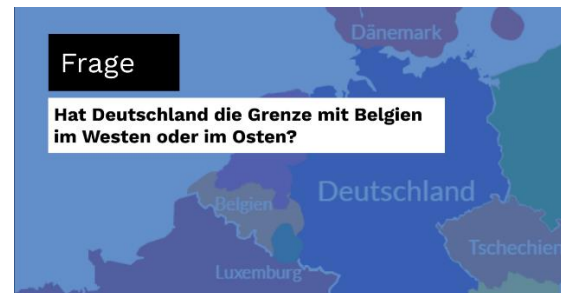 Dänemark
Frage
Hat Deutschland die Grenze mit Belgien
im Westen oder im Osten?
Deutschland
Belgien
Tschechien
Luxemburg